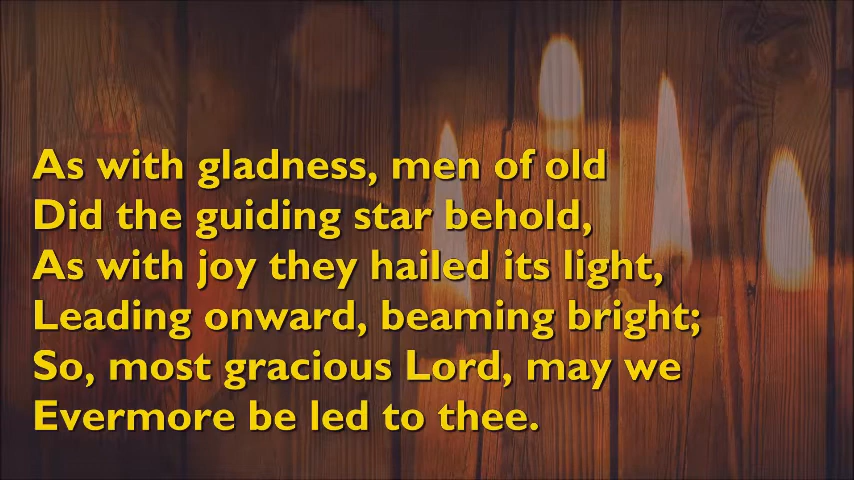 As with gladness, men of old
Did the guiding star behold,
As with joy they hailed its light,
Leading onward, beaming bright;
So, most gracious Lord, may we
Evermore be led to thee.